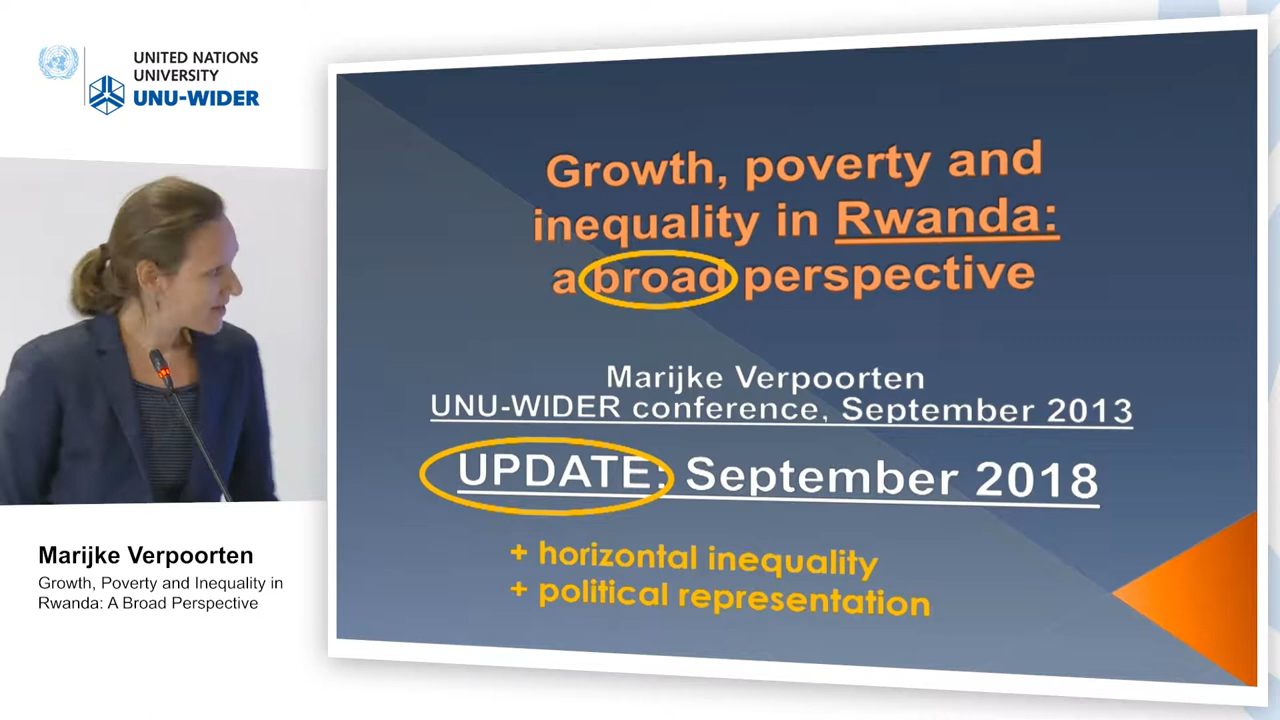 UNITED NATIONS
UNIVERSITY
UNU-WIDER
Growth, poverty and
inequality in Rwanda:
a broad perspective
Marijke Verpoorten
UNU-WIDER conference, September 2013
UPDATE: September 2018
+ horizontal inequality
+ political representation
Marijke Verpoorten
Growth, Poverty and Inequality in
Rwanda: A Broad Perspective